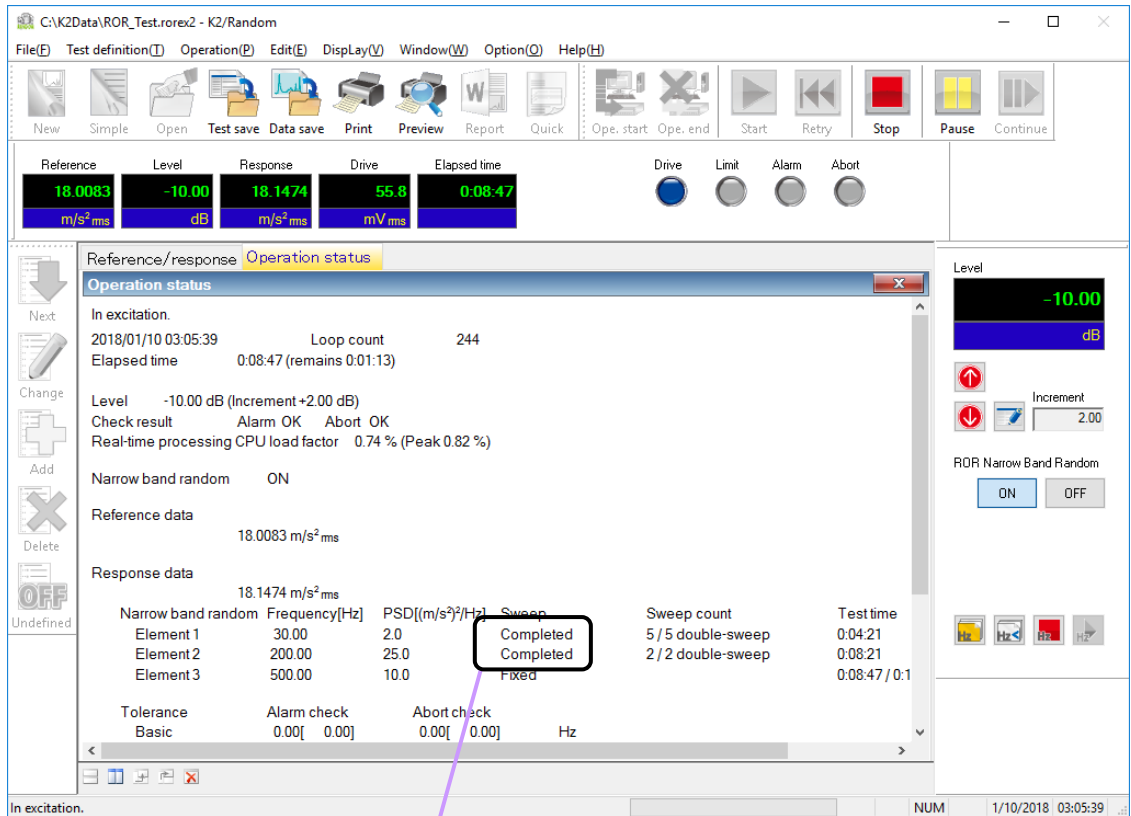 C:\K2Data\ROR_Test.rorex2 - K2/Random
File(F) Test definition(T) Operation(P) Edit(E) DispLay(V) Window(W) Option(O) Help(H)
New Simple Open Test save Data save Print Preview Report Quick Ope. start Ope. end Start Retry Stop Pause Continue
Reference Level Response Drive Elapsed time Drive Limit Alarm Abort
18.0083 -10.00 18.1474 55.8 0:08:47
m/s² rms dB m/s² rms mV rms
Reference/response Operation status
Operation status
In excitation.
2018/01/10 03:05:39 Loop count 244
Elapsed time 0:08:47 (remains 0:01:13)
Level -10.00 dB (Increment +2.00 dB)
Check result Alarm OK Abort OK
Real-time processing CPU load factor 0.74 % (Peak 0.82 %)
Narrow band random ON
Reference data
18.0083 m/s² rms
Response data
18.1474 m/s² rms
Narrow band random Frequency[Hz] PSD[(m/s²)²/Hz] Sweep Sweep count Test time
Element 1 30.00 2.0 Completed 5 / 5 double-sweep 0:04:21
Element 2 200.00 25.0 Completed 2 / 2 double-sweep 0:08:21
Element 3 500.00 10.0 Fixed 0:08:47 / 0:1
Tolerance Alarm check Abort check
Basic 0.00[ 0.00] 0.00[ 0.00] Hz
Next
Change
Add
Delete
OFF
Undefined
Level
-10.00
dB
Increment
2.00
ROR Narrow Band Random
ON OFF
Hz Hz Hz Hz
In excitation. NUM 1/10/2018 03:05:39